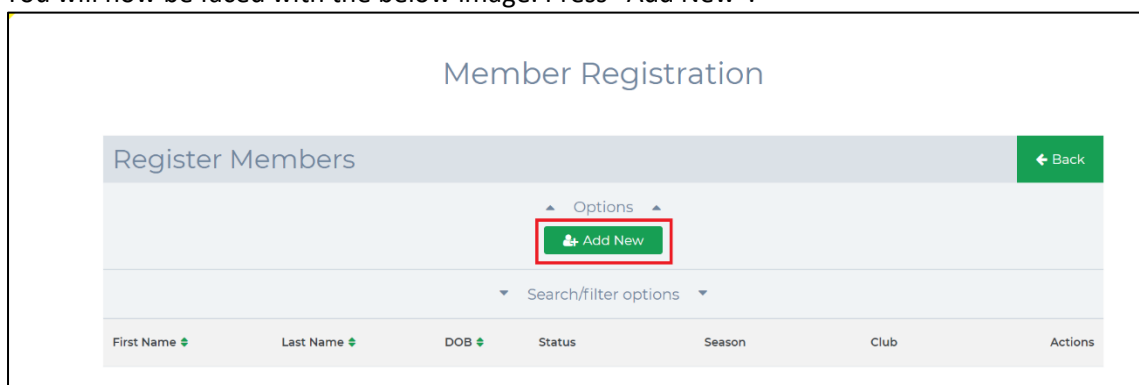 You will now be faced with the below image. Press "Add New".
Member Registration
Register Members
Back
Options
Add New
Search/filter options
First Name Last Name DOB Status Season Club Actions